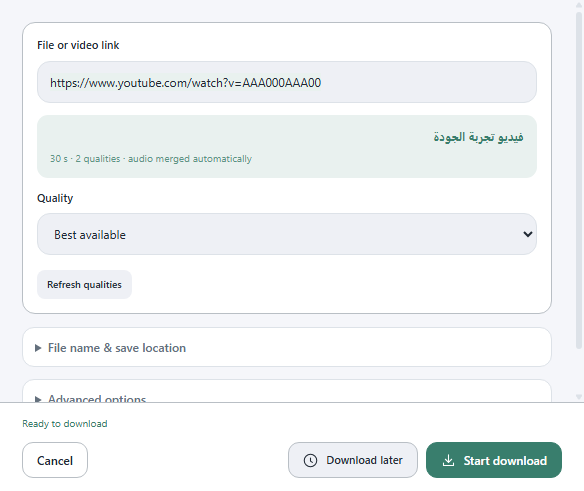 File or video link
https://www.youtube.com/watch?v=AAA000AAA00
فيديو تجربة الجودة
30 s · 2 qualities · audio merged automatically
Quality
Best available
Refresh qualities
File name & save location
Advanced options
Ready to download
Cancel
Download later
Start download